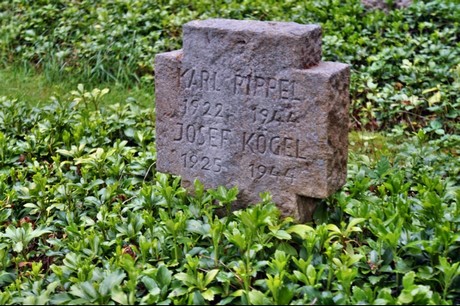 KARL RIPPEL
1922 - 1944
JOSEF KÖGEL
1925 1944